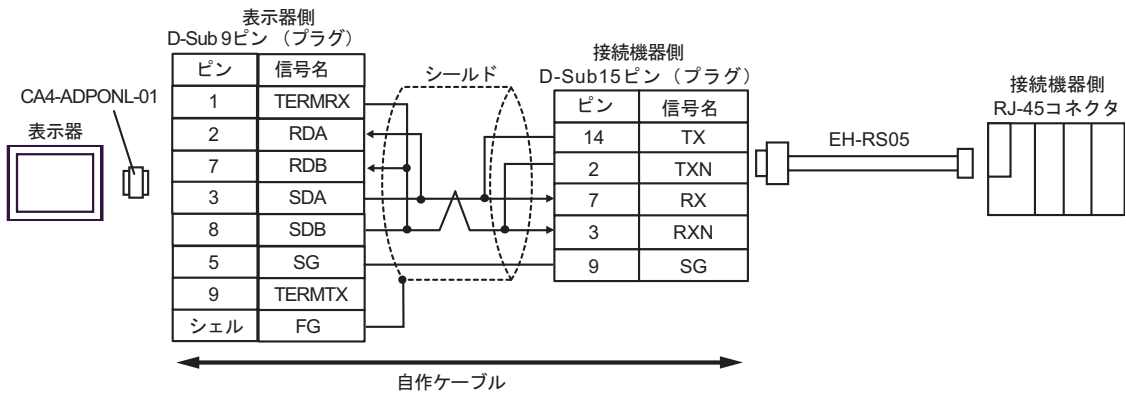 表示器側
D-Sub 9ピン (プラグ)
ピン 信号名
1 TERMRX
2 RDA
7 RDB
3 SDA
8 SDB
5 SG
9 TERMTX
シェル FG
CA4-ADPONL-01
表示器
シールド
接続機器側
D-Sub15ピン (プラグ)
ピン 信号名
14 TX
2 TXN
7 RX
3 RXN
9 SG
EH-RS05
接続機器側
RJ-45コネクタ
自作ケーブル